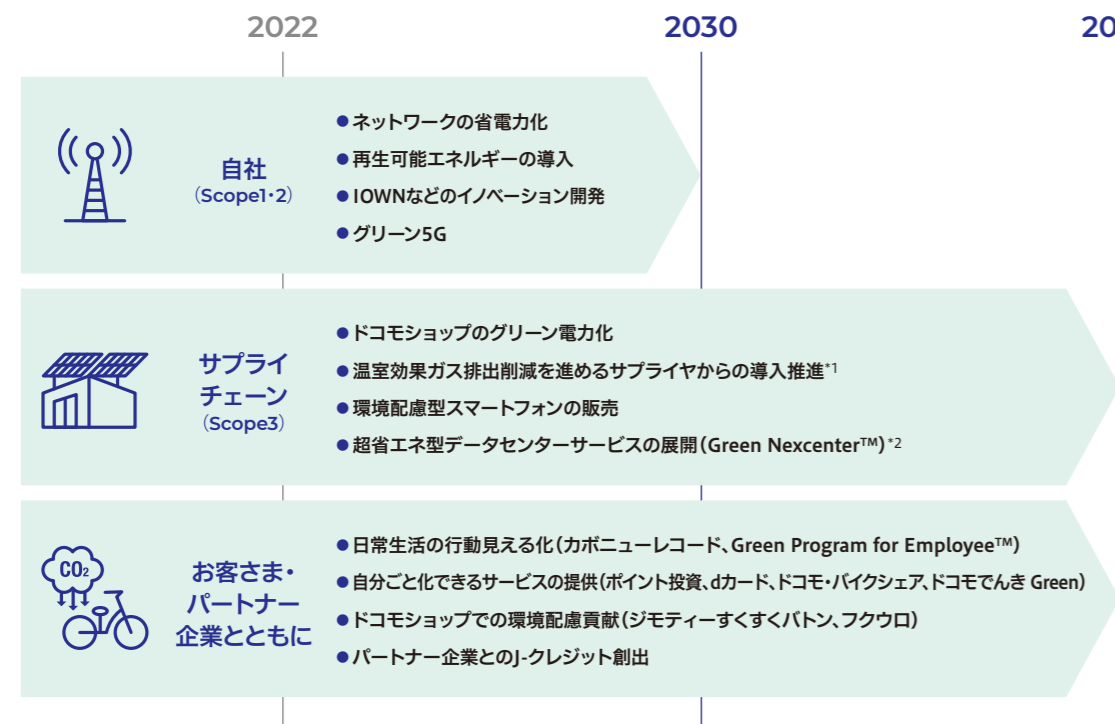 2022
2030
20
自社
（Scope1・2）
●ネットワークの省電力化
●再生可能エネルギーの導入
●IOWNなどのイノベーション開発
●グリーン5G
サプライ
チェーン
（Scope3）
●ドコモショップのグリーン電力化
●温室効果ガス排出削減を進めるサプライヤからの導入推進*1
●環境配慮型スマートフォンの販売
●超省エネ型データセンターサービスの展開（Green Nexcenter™）*2
CO₂
お客さま・
パートナー
企業とともに
●日常生活の行動見える化（カボニューレコード、Green Program for Employee™）
●自分ごと化できるサービスの提供（ポイント投資、dカード、ドコモ・バイクシェア、ドコモでんき Green）
●ドコモショップでの環境配慮貢献（ジモティーすくすくバトン、フクウロ）
●パートナー企業とのJ-クレジット創出